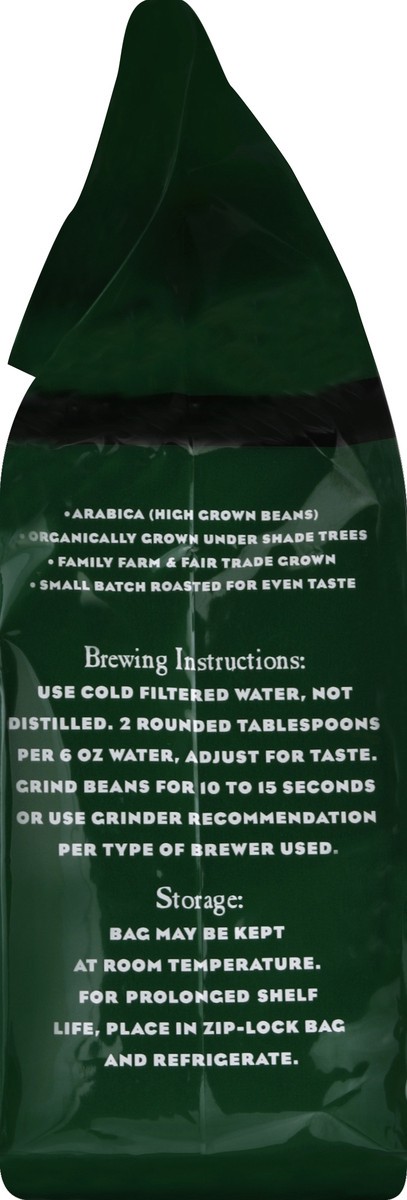 • ARABICA (HIGH GROWN BEANS)
• ORGANICALLY GROWN UNDER SHADE TREES
• FAMILY FARM & FAIR TRADE GROWN
• SMALL BATCH ROASTED FOR EVEN TASTE
Brewing Instructions:
USE COLD FILTERED WATER, NOT
DISTILLED. 2 ROUNDED TABLESPOONS
PER 6 OZ WATER, ADJUST FOR TASTE.
GRIND BEANS FOR 10 TO 15 SECONDS
OR USE GRINDER RECOMMENDATION
PER TYPE OF BREWER USED.
Storage:
BAG MAY BE KEPT
AT ROOM TEMPERATURE.
FOR PROLONGED SHELF
LIFE, PLACE IN ZIP-LOCK BAG
AND REFRIGERATE.